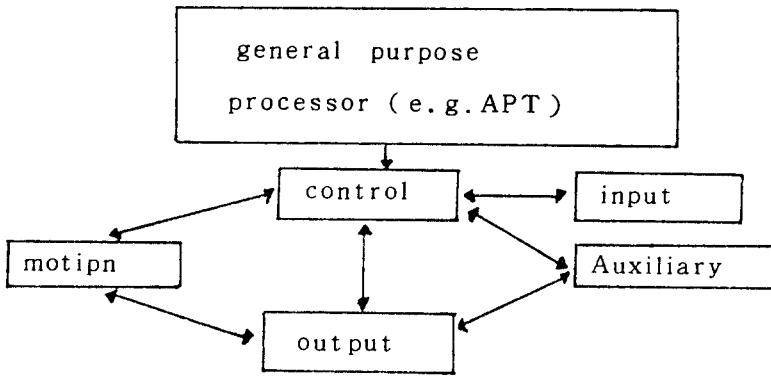 general purpose
processor (e.g.APT)
control
input
motipn
Auxiliary
output